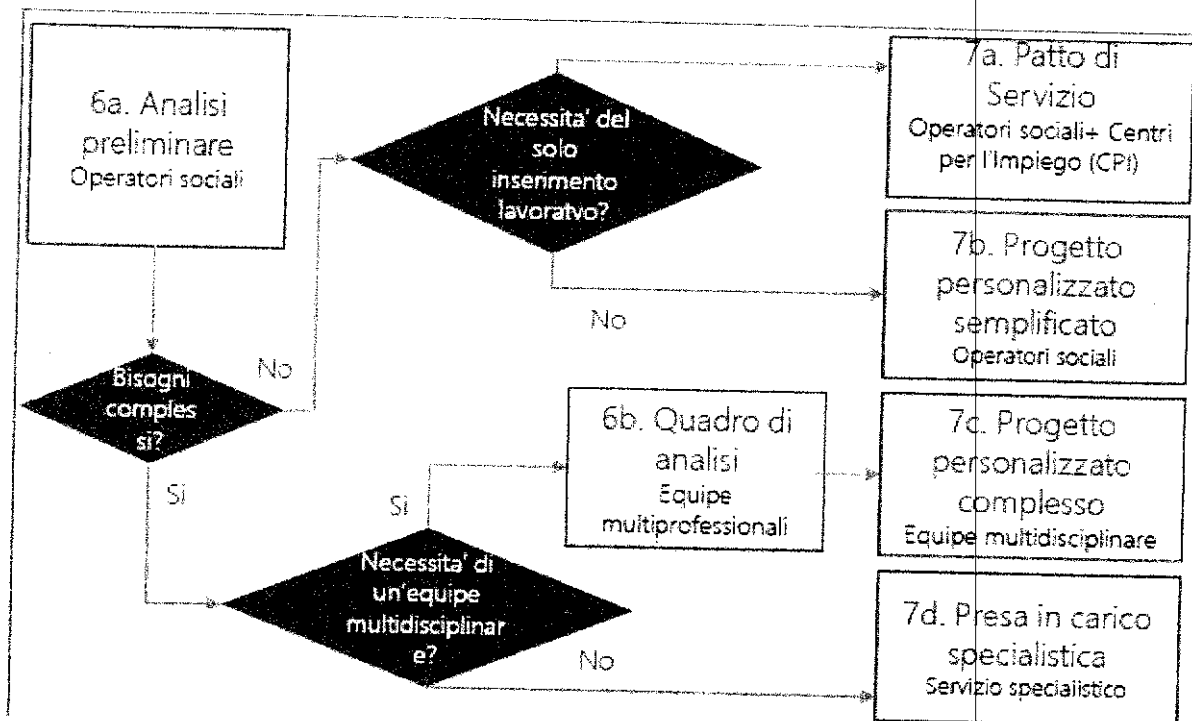 6a. Analisi
preliminare
Operatori sociali
Necessita' del
solo
inserimento
lavoratvo?
7a. Patto di
Servizio
Operatori sociali+ Centri
per l'Impiego (CPI)
No
7b. Progetto
personalizzato
semplificato
Operatori sociali
Bisogni
comples
si?
No
Si
6b. Quadro di
analisi
Equipe
multiprofessionali
7c. Progetto
personalizzato
complesso
Equipe multidisciplinare
Si
Necessita' di
un'equipe
multidisciplinar
e?
No
7d. Presa in carico
specialistica
Servizio specialistico